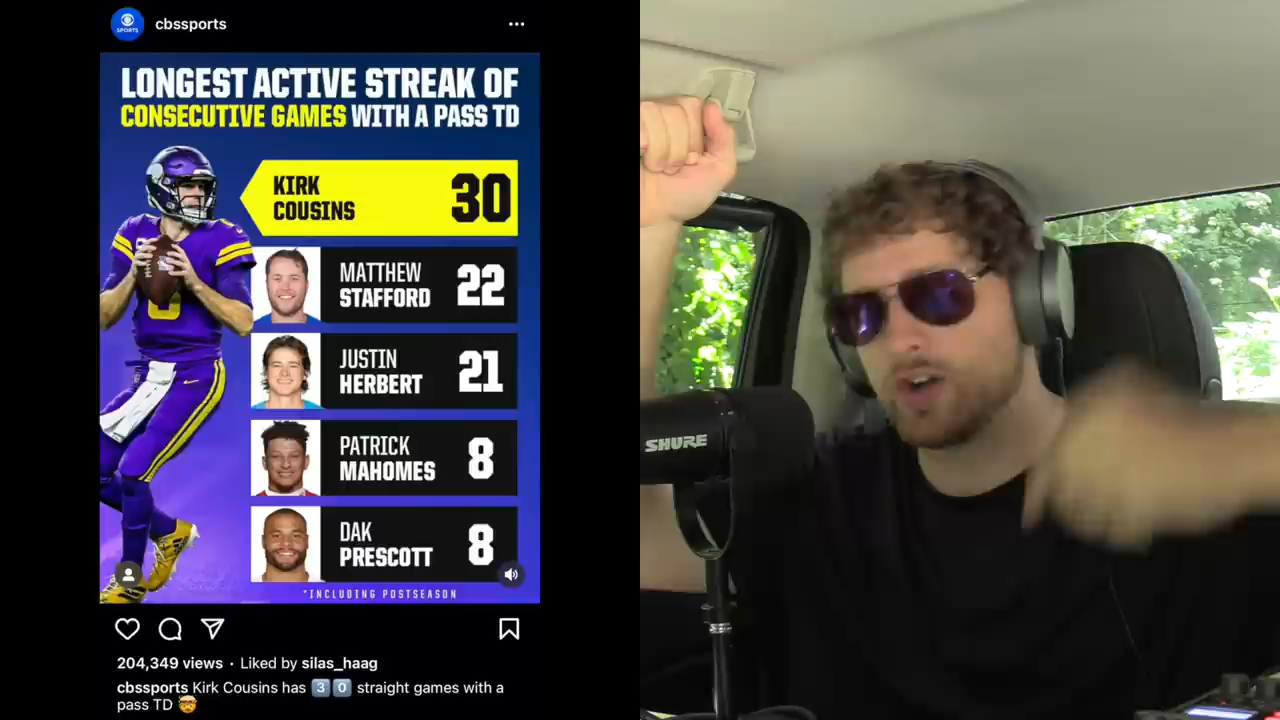 cbssports
SPORTS
LONGEST ACTIVE STREAK OF
CONSECUTIVE GAMES WITH A PASS TD
KIRK
COUSINS
30
MATTHEW
STAFFORD
22
JUSTIN
HERBERT
21
PATRICK
MAHOMES
8
DAK
PRESCOTT
8
*INCLUDING POSTSEASON
204,349 views · Liked by silas_haag
cbssports Kirk Cousins has 3️⃣ 0️⃣ straight games with a
pass TD 🤯
SHURE